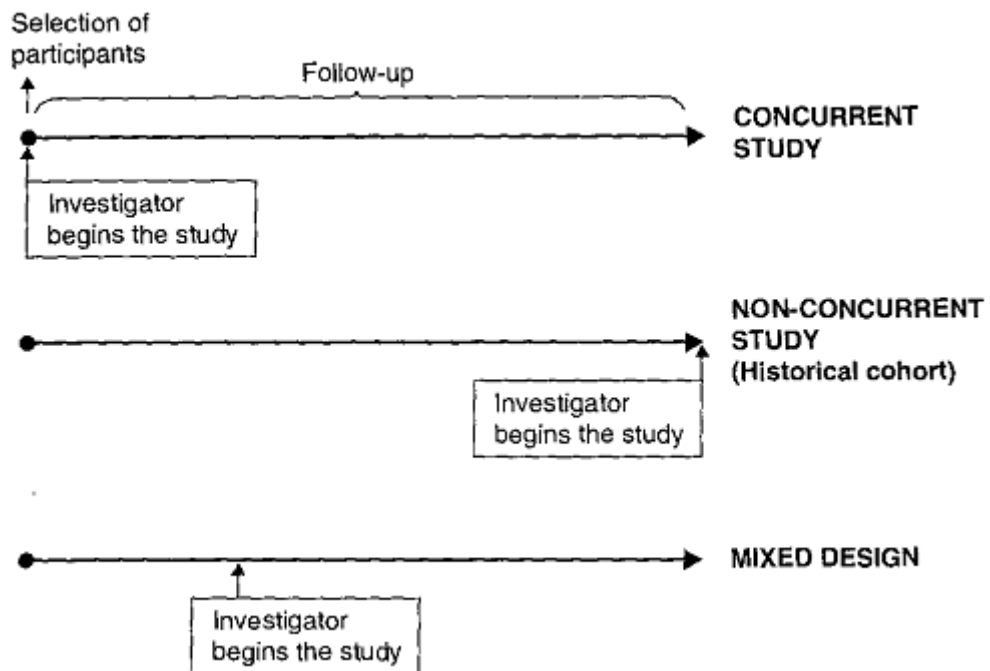 Selection of
participants
Follow-up
CONCURRENT
STUDY
Investigator
begins the study
NON-CONCURRENT
STUDY
(Historical cohort)
Investigator
begins the study
MIXED DESIGN
Investigator
begins the study